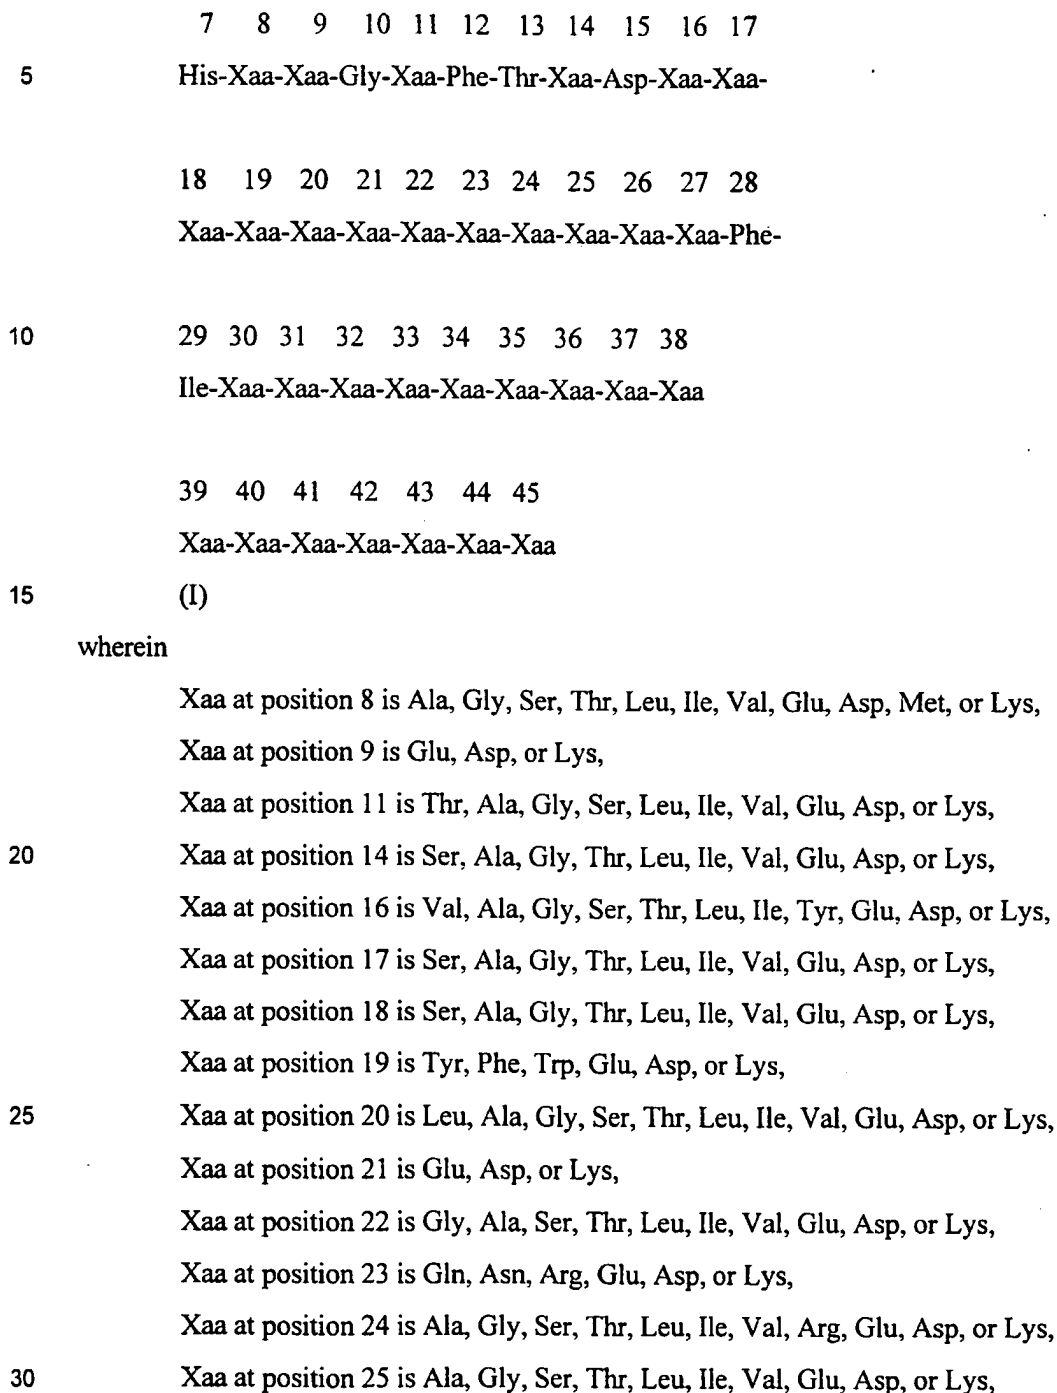 7 8 9 10 11 12 13 14 15 16 17
5 His-Xaa-Xaa-Gly-Xaa-Phe-Thr-Xaa-Asp-Xaa-Xaa-
18 19 20 21 22 23 24 25 26 27 28
Xaa-Xaa-Xaa-Xaa-Xaa-Xaa-Xaa-Xaa-Xaa-Xaa-Phe-
10 29 30 31 32 33 34 35 36 37 38
Ile-Xaa-Xaa-Xaa-Xaa-Xaa-Xaa-Xaa-Xaa-Xaa
39 40 41 42 43 44 45
Xaa-Xaa-Xaa-Xaa-Xaa-Xaa-Xaa
15 (I)
wherein
Xaa at position 8 is Ala, Gly, Ser, Thr, Leu, Ile, Val, Glu, Asp, Met, or Lys,
Xaa at position 9 is Glu, Asp, or Lys,
Xaa at position 11 is Thr, Ala, Gly, Ser, Leu, Ile, Val, Glu, Asp, or Lys,
20 Xaa at position 14 is Ser, Ala, Gly, Thr, Leu, Ile, Val, Glu, Asp, or Lys,
Xaa at position 16 is Val, Ala, Gly, Ser, Thr, Leu, Ile, Tyr, Glu, Asp, or Lys,
Xaa at position 17 is Ser, Ala, Gly, Thr, Leu, Ile, Val, Glu, Asp, or Lys,
Xaa at position 18 is Ser, Ala, Gly, Thr, Leu, Ile, Val, Glu, Asp, or Lys,
Xaa at position 19 is Tyr, Phe, Trp, Glu, Asp, or Lys,
25 Xaa at position 20 is Leu, Ala, Gly, Ser, Thr, Leu, Ile, Val, Glu, Asp, or Lys,
Xaa at position 21 is Glu, Asp, or Lys,
Xaa at position 22 is Gly, Ala, Ser, Thr, Leu, Ile, Val, Glu, Asp, or Lys,
Xaa at position 23 is Gln, Asn, Arg, Glu, Asp, or Lys,
Xaa at position 24 is Ala, Gly, Ser, Thr, Leu, Ile, Val, Arg, Glu, Asp, or Lys,
30 Xaa at position 25 is Ala, Gly, Ser, Thr, Leu, Ile, Val, Glu, Asp, or Lys,